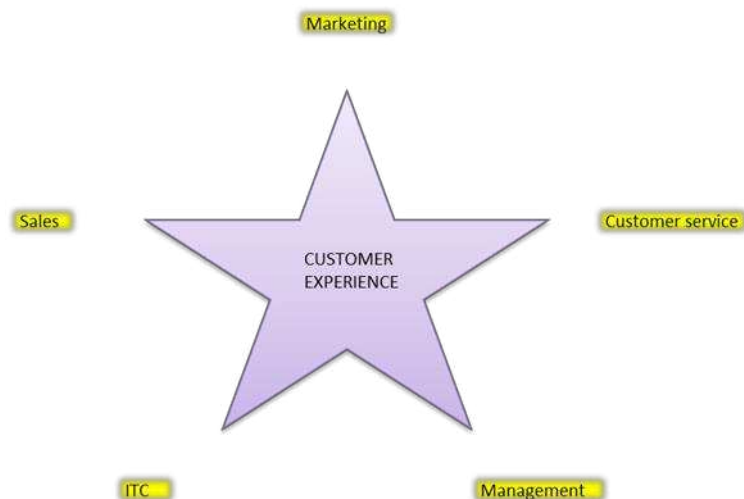 Marketing
Sales
Customer service
CUSTOMER
EXPERIENCE
ITC
Management